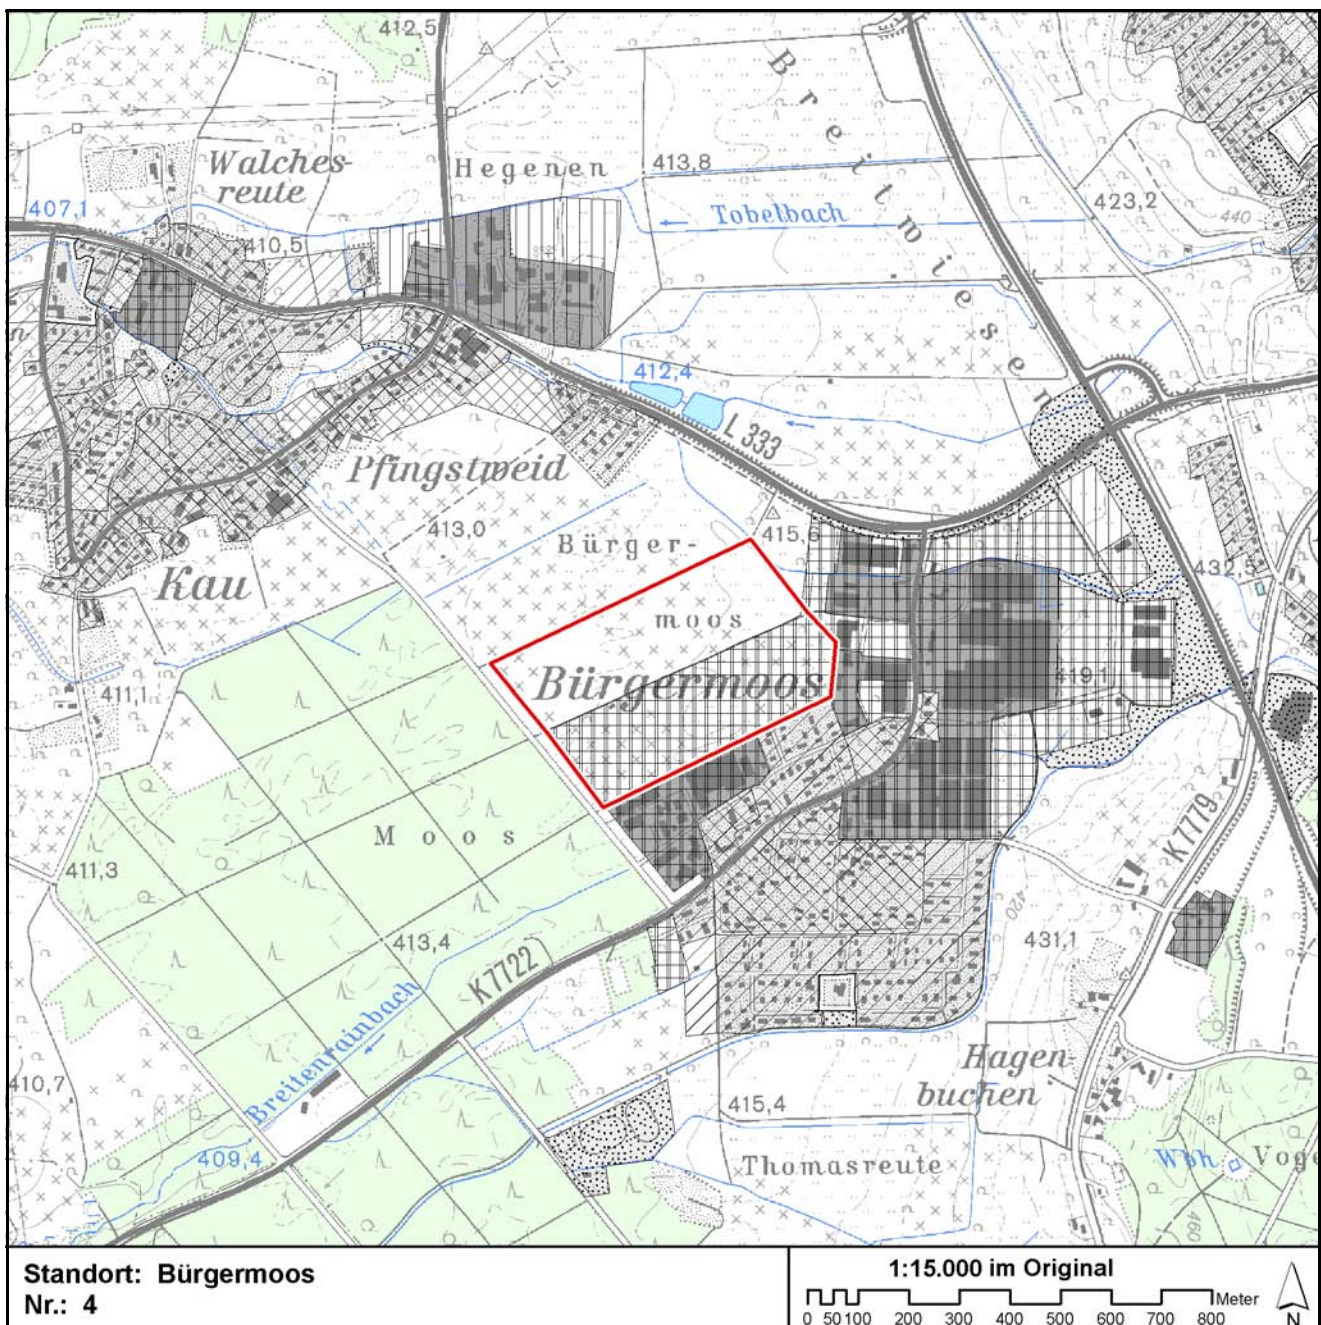 412,5
Breitwiesen
Walches-
reute
Hegenen
413,8
407,1
Tobelbach
423,2
440
410,5
412,4
L 333
Pfingstweid
413.0
Bürger-
moos
415,6
432,5
Kau
Bürgermoos
419,1
411,1
Moos
K7779
411,3
413,4
K 7722
420
431,1
410,7
Breitenrainbach
Hagen-
buchen
415,4
409,4
Thomasreute
Wbh
Voge
460
Standort: Bürgermoos
Nr.: 4
1:15.000 im Original
Meter
0 50 100 200 300 400 500 600 700 800
N